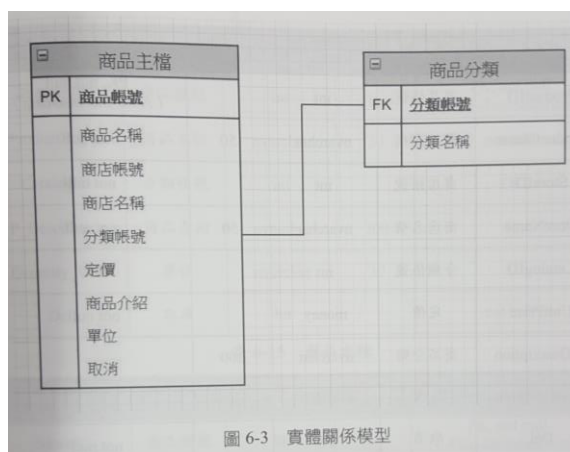 商品主檔
PK 商品帳號
商品名稱
商店帳號
商店名稱
分類帳號
定價
商品介紹
單位
取消
商品分類
FK 分類帳號
分類名稱
圖 6-3 實體關係模型